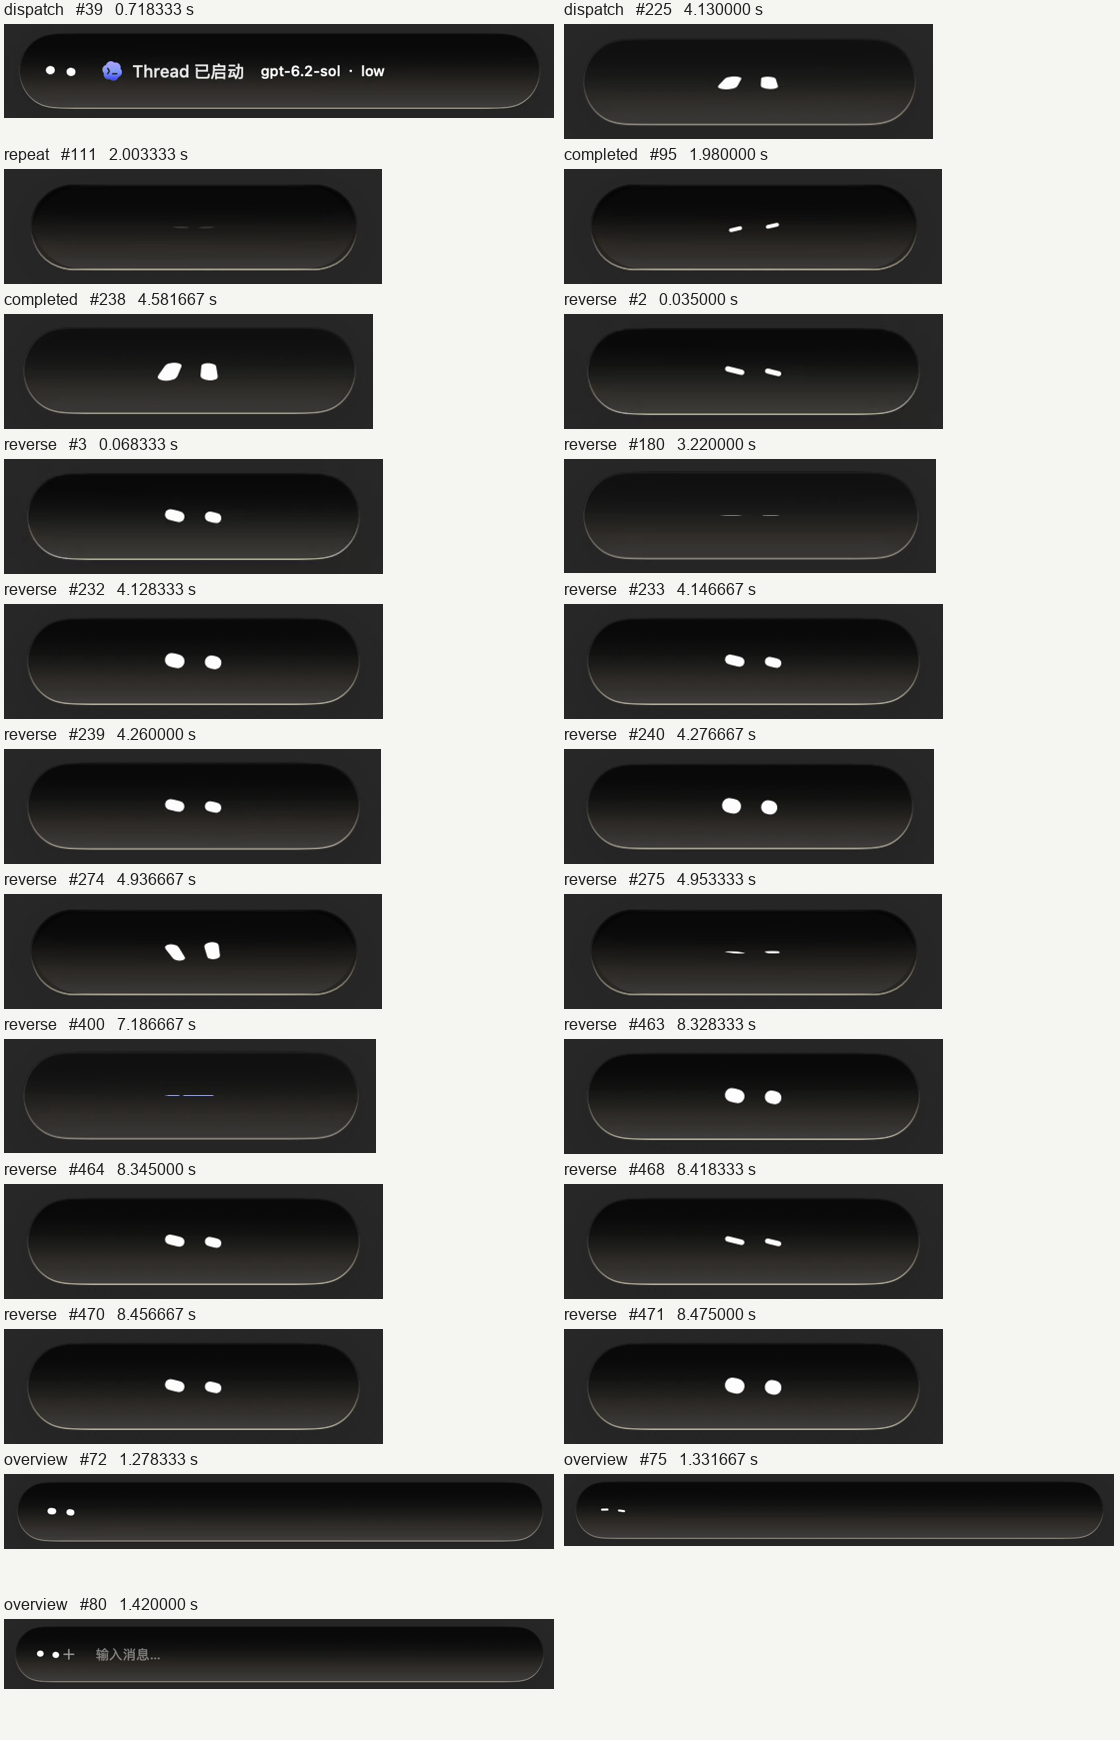 dispatch #39 0.718333 s
dispatch #225 4.130000 s
Thread 已启动 gpt-6.2-sol · low
repeat #111 2.003333 s
completed #95 1.980000 s
completed #238 4.581667 s
reverse #2 0.035000 s
reverse #3 0.068333 s
reverse #180 3.220000 s
reverse #232 4.128333 s
reverse #233 4.146667 s
reverse #239 4.260000 s
reverse #240 4.276667 s
reverse #274 4.936667 s
reverse #275 4.953333 s
reverse #400 7.186667 s
reverse #463 8.328333 s
reverse #464 8.345000 s
reverse #468 8.418333 s
reverse #470 8.456667 s
reverse #471 8.475000 s
overview #72 1.278333 s
overview #75 1.331667 s
overview #80 1.420000 s
输入消息...